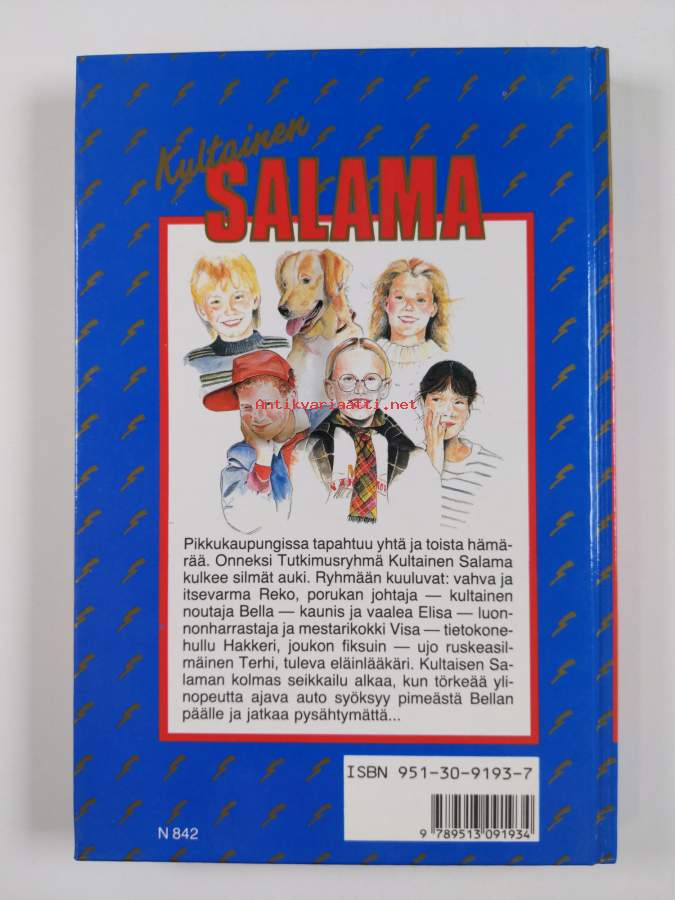 Kultainen
SALAMA
Antikvariaatti.net
Pikkukaupungissa tapahtuu yhtä ja toista hämä-
rää. Onneksi Tutkimusryhmä Kultainen Salama
kulkee silmät auki. Ryhmään kuuluvat: vahva ja
itsevarma Reko, porukan johtaja — kultainen
noutaja Bella — kaunis ja vaalea Elisa — luon-
nonharrastaja ja mestarikokki Visa — tietokone-
hullu Hakkeri, joukon fiksuin — ujo ruskeasil-
mäinen Terhi, tuleva eläinlääkäri. Kultaisen Sa-
laman kolmas seikkailu alkaa, kun törkeää yli-
nopeutta ajava auto syöksyy pimeästä Bellan
päälle ja jatkaa pysähtymättä...
ISBN 951-30-9193-7
9 789513 091934
N 842